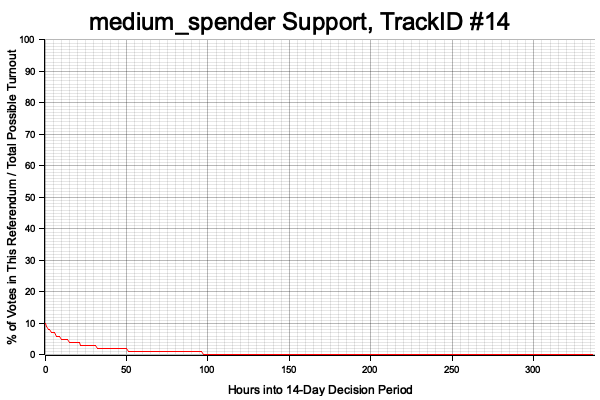 medium_spender Support, TrackID #14
% of Votes in This Referendum / Total Possible Turnout
100
90
80
70
60
50
40
30
20
10
0
0 50 100 150 200 250 300
Hours into 14-Day Decision Period